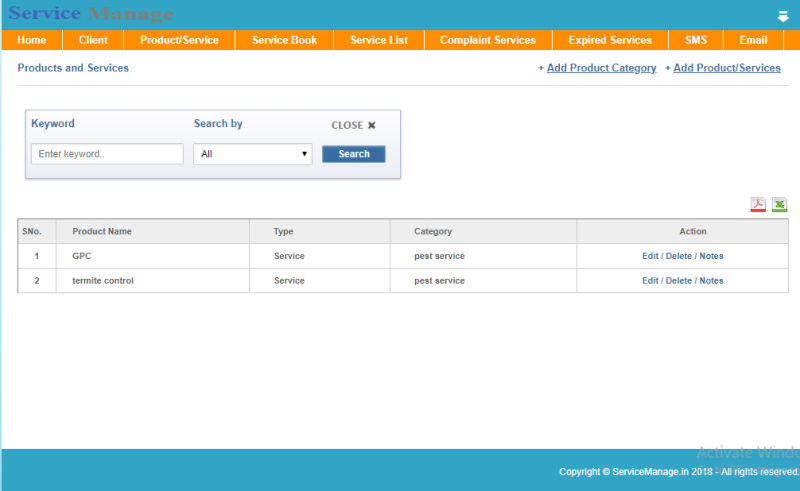 Service Manage
Home Client Product/Service Service Book Service List Complaint Services Expired Services SMS Email
Products and Services + Add Product Category + Add Product/Services
Keyword Search by CLOSE ✖
Enter keyword.. All ▼ Search
SNo. Product Name Type Category Action
1 GPC Service pest service Edit / Delete / Notes
2 termite control Service pest service Edit / Delete / Notes
Activate Windo
Copyright © ServiceManage.in 2018 - All rights reserved.